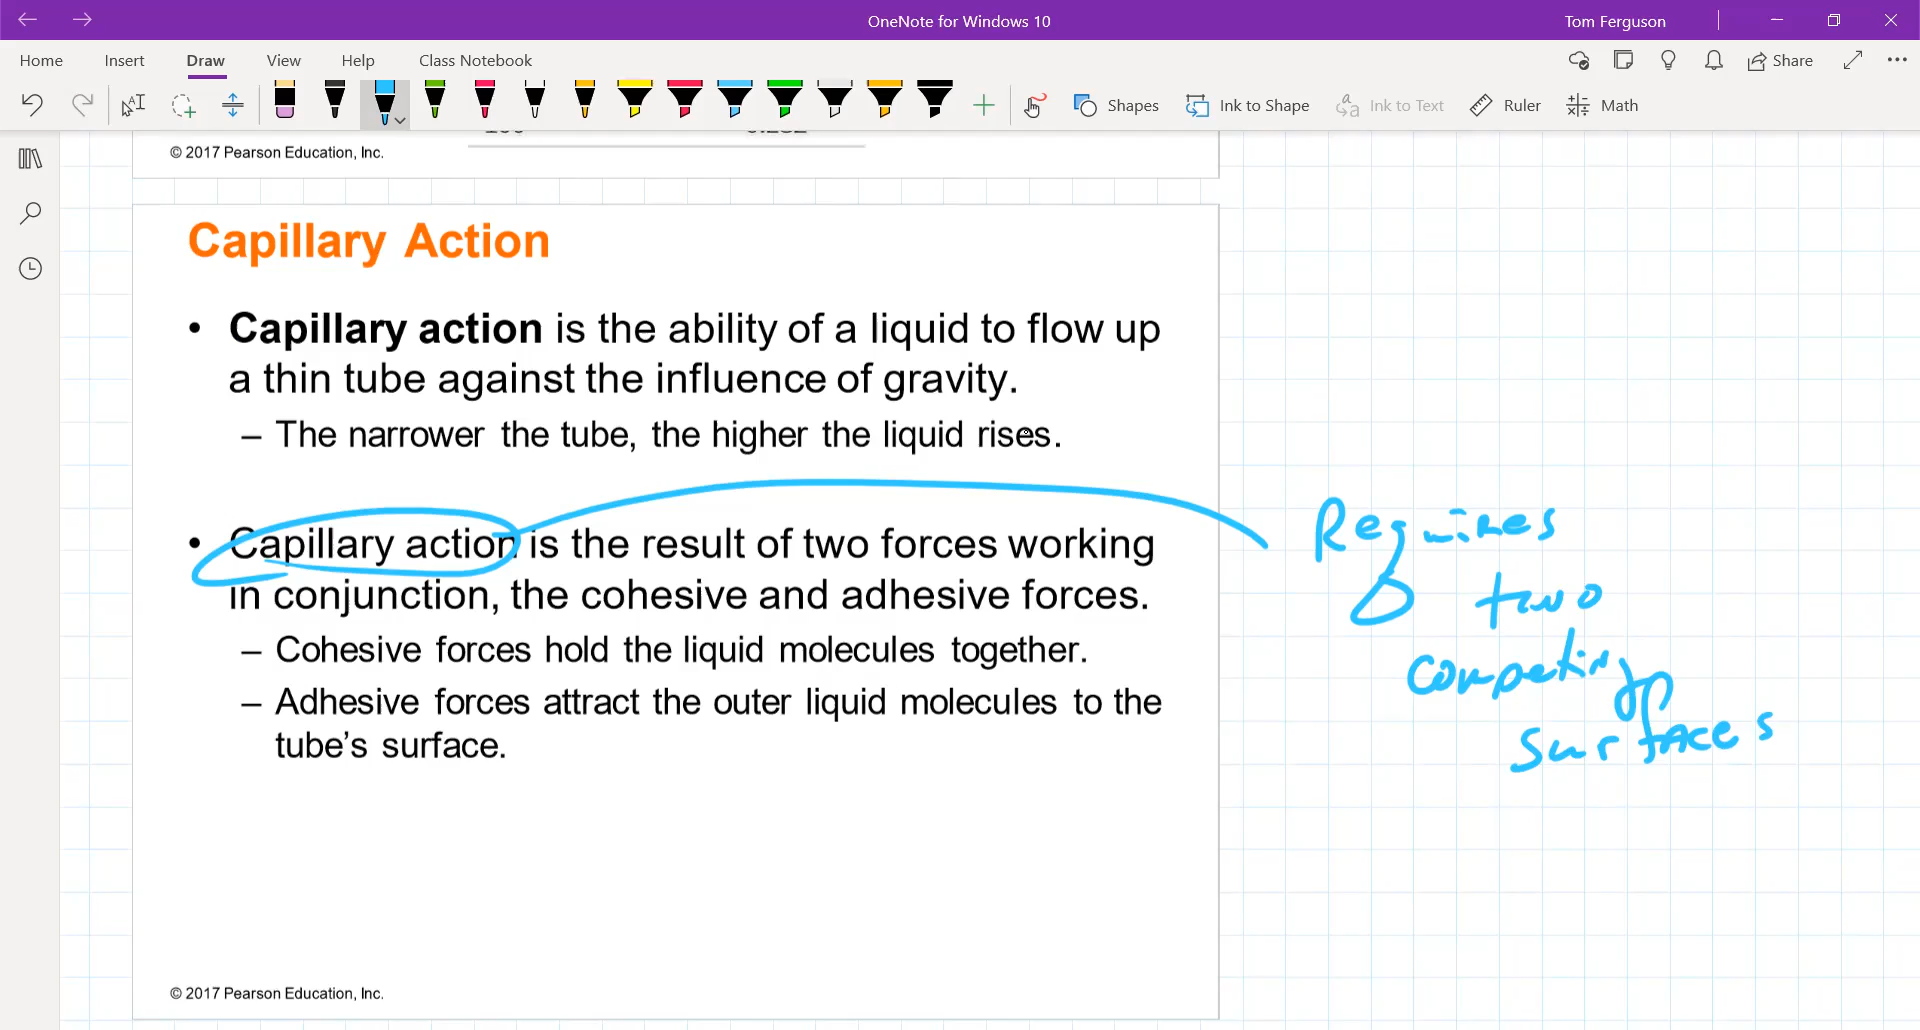 OneNote for Windows 10
Tom Ferguson
Home Insert Draw View Help Class Notebook
Share
Shapes Ink to Shape Ink to Text Ruler Math
© 2017 Pearson Education, Inc.
Capillary Action
• Capillary action is the ability of a liquid to flow up
a thin tube against the influence of gravity.
– The narrower the tube, the higher the liquid rises.
• Capillary action is the result of two forces working
in conjunction, the cohesive and adhesive forces.
– Cohesive forces hold the liquid molecules together.
– Adhesive forces attract the outer liquid molecules to the
tube's surface.
Requires
two
competing
surfaces
© 2017 Pearson Education, Inc.